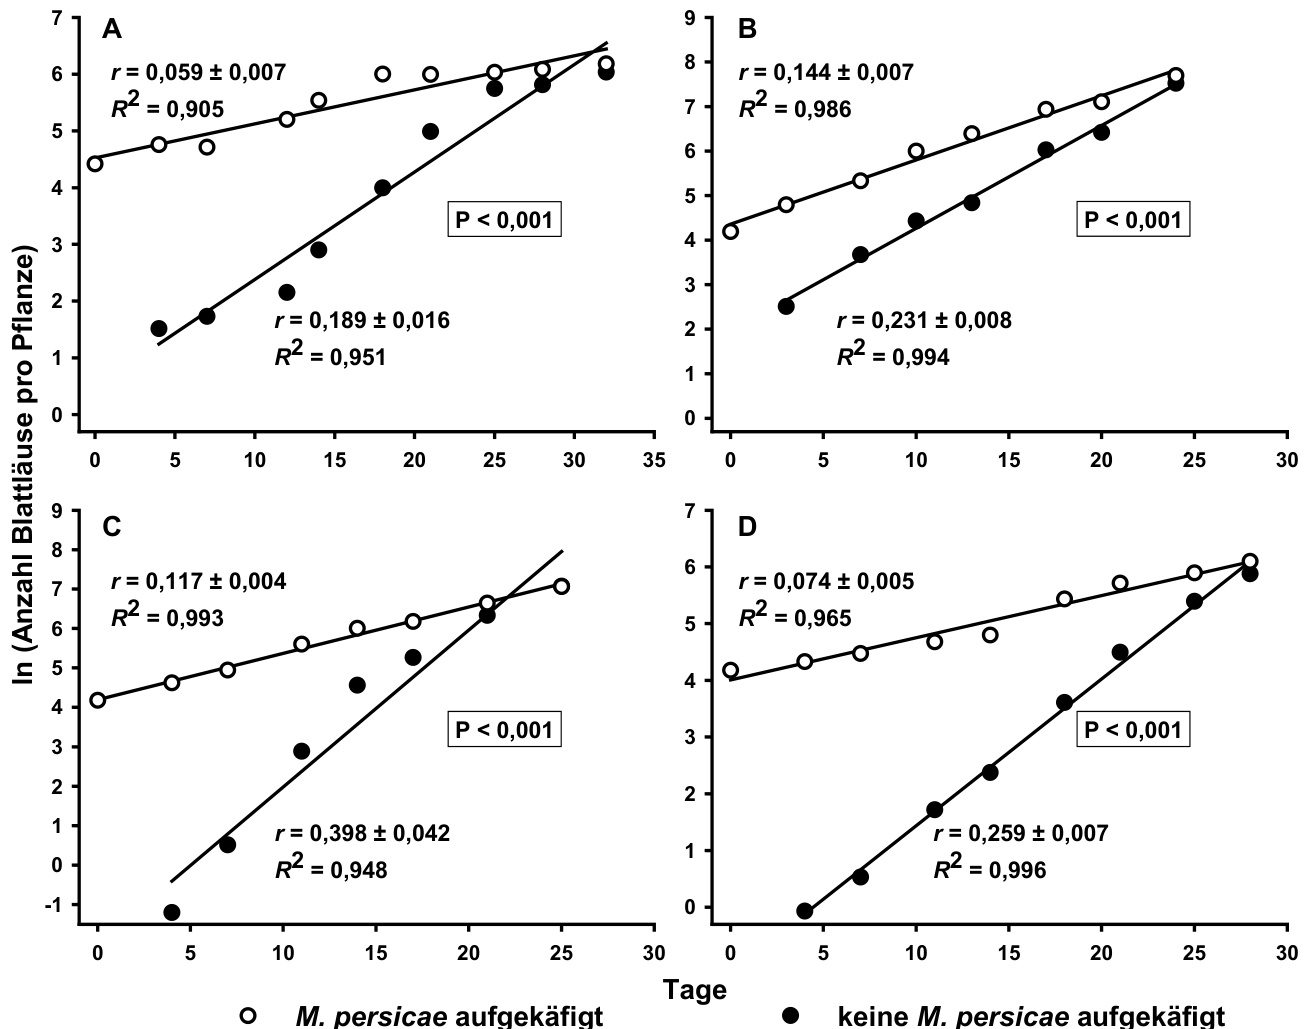 ln (Anzahl Blattläuse pro Pflanze)
A
r = 0,059 ± 0,007
R2 = 0,905
P < 0,001
r = 0,189 ± 0,016
R2 = 0,951
7
6
5
4
3
2
1
0
0 5 10 15 20 25 30 35
B
r = 0,144 ± 0,007
R2 = 0,986
P < 0,001
r = 0,231 ± 0,008
R2 = 0,994
9
8
7
6
5
4
3
2
1
0
0 5 10 15 20 25 30
C
r = 0,117 ± 0,004
R2 = 0,993
P < 0,001
r = 0,398 ± 0,042
R2 = 0,948
9
8
7
6
5
4
3
2
1
0
-1
0 5 10 15 20 25 30
D
r = 0,074 ± 0,005
R2 = 0,965
P < 0,001
r = 0,259 ± 0,007
R2 = 0,996
7
6
5
4
3
2
1
0
0 5 10 15 20 25 30
Tage
M. persicae aufgekäfigt
keine M. persicae aufgekäfigt